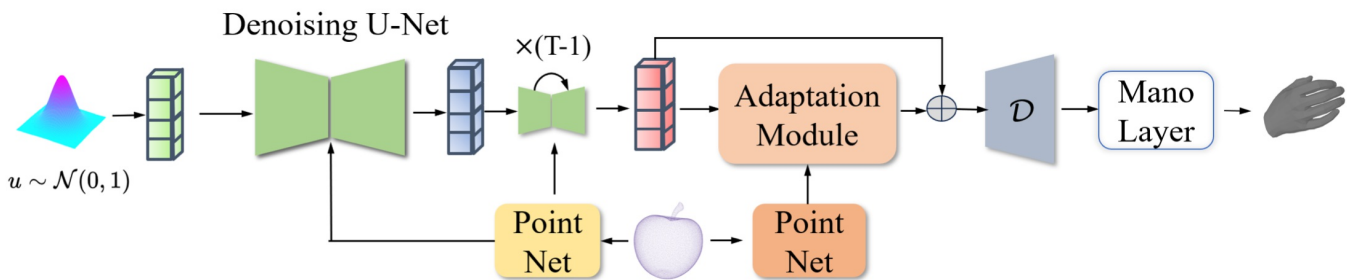 Denoising U-Net
×(T-1)
Adaptation
Module
𝒟
Mano
Layer
u ∼ 𝒩(0, 1)
Point
Net
Point
Net